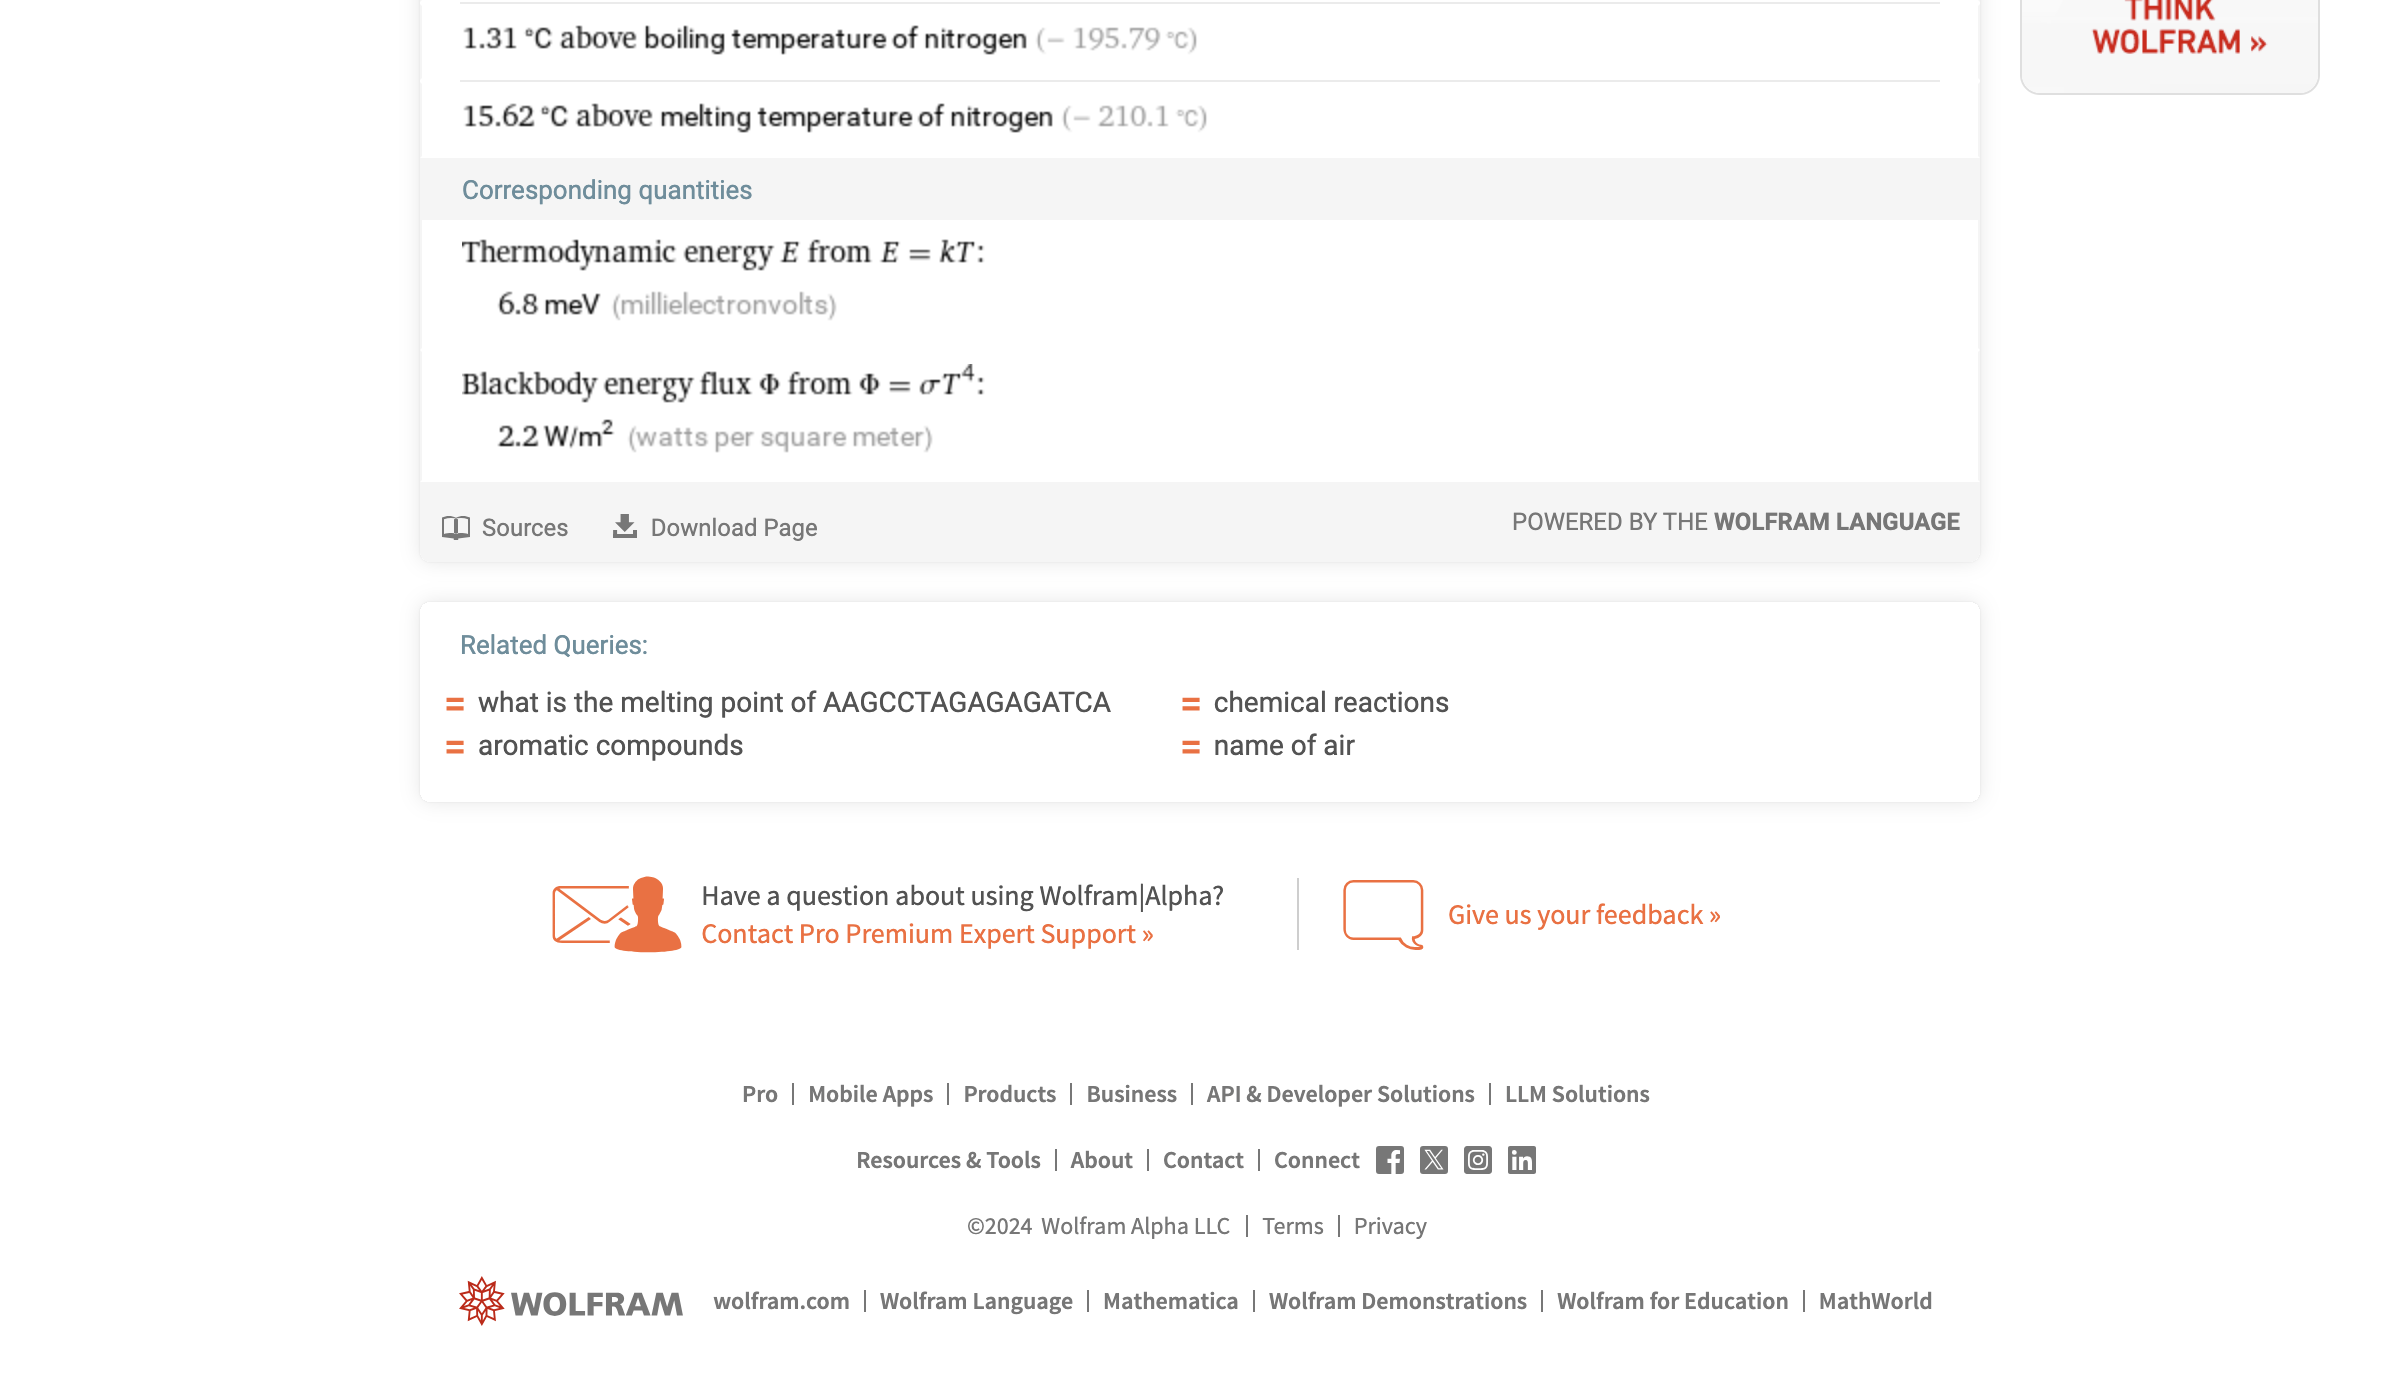 THINK
WOLFRAM »
1.31 °C above boiling temperature of nitrogen (− 195.79 °C)
15.62 °C above melting temperature of nitrogen (− 210.1 °C)
Corresponding quantities
Thermodynamic energy E from E = kT:
6.8 meV (millielectronvolts)
Blackbody energy flux Φ from Φ = σT⁴:
2.2 W/m² (watts per square meter)
Sources Download Page POWERED BY THE WOLFRAM LANGUAGE
Related Queries:
= what is the melting point of AAGCCTAGAGAGATCA = chemical reactions
= aromatic compounds = name of air
Have a question about using Wolfram|Alpha?
Contact Pro Premium Expert Support »
Give us your feedback »
Pro | Mobile Apps | Products | Business | API & Developer Solutions | LLM Solutions
Resources & Tools | About | Contact | Connect
©2024 Wolfram Alpha LLC | Terms | Privacy
WOLFRAM wolfram.com | Wolfram Language | Mathematica | Wolfram Demonstrations | Wolfram for Education | MathWorld